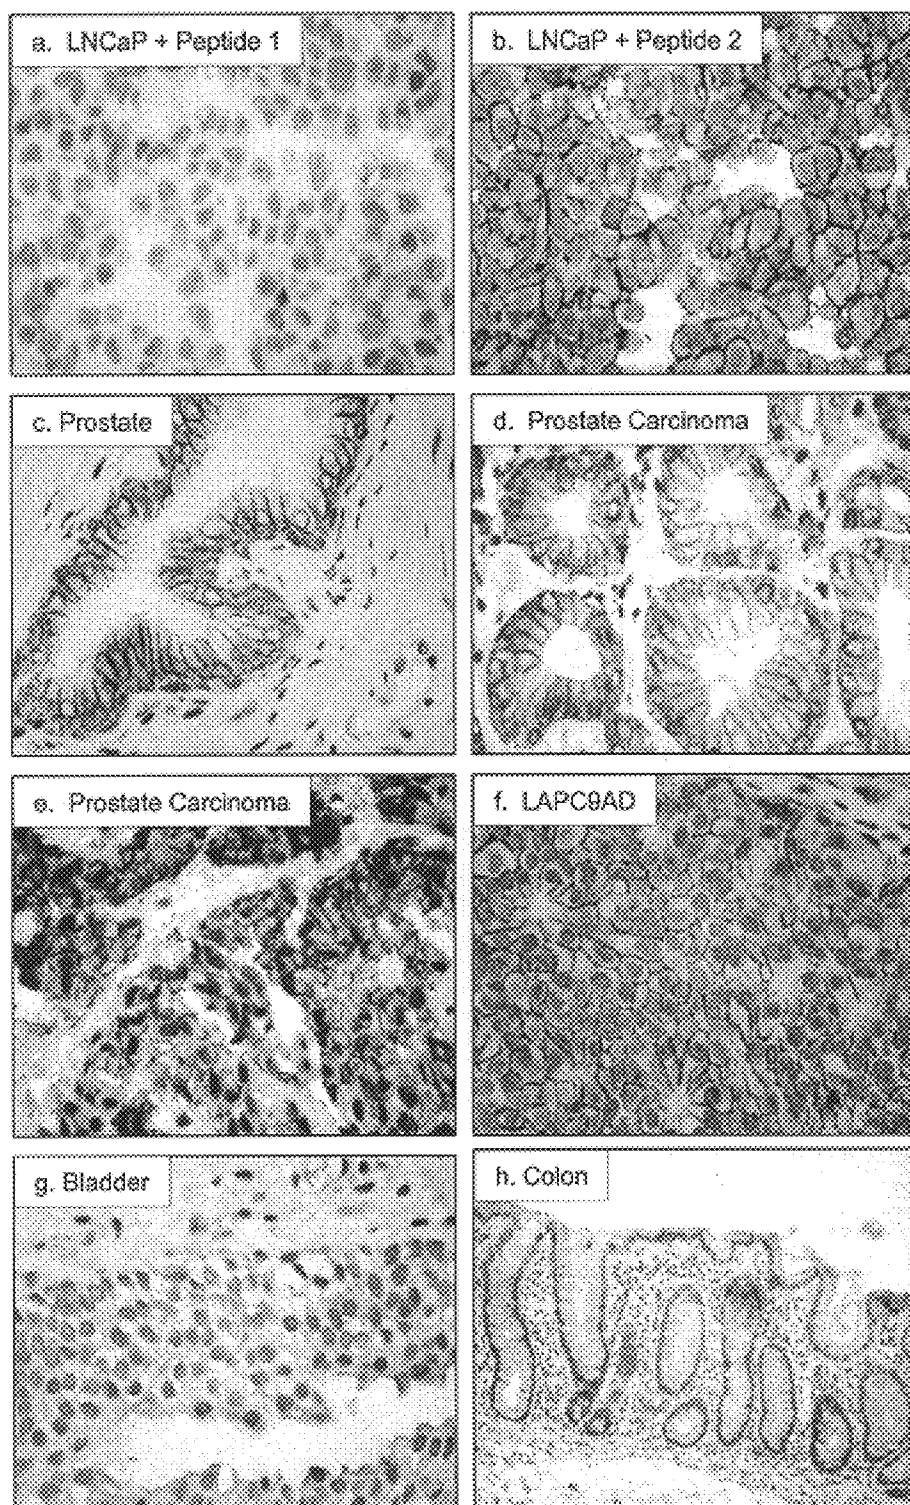 a. LNCaP + Peptide 1
b. LNCaP + Peptide 2
c. Prostate
d. Prostate Carcinoma
e. Prostate Carcinoma
f. LAPC9AD
g. Bladder
h. Colon